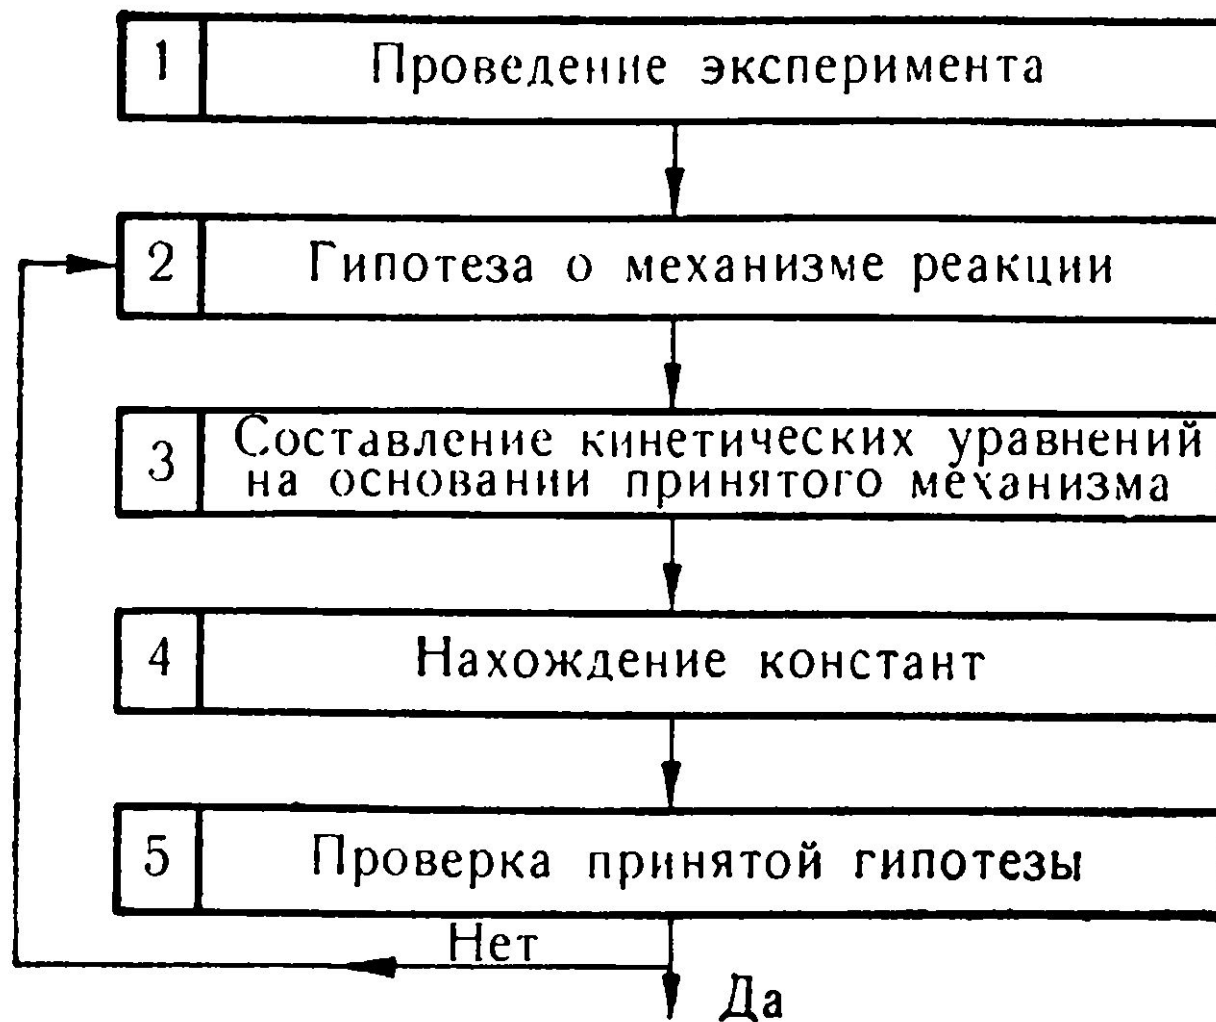 1 Проведение эксперимента
2 Гипотеза о механизме реакции
3 Составление кинетических уравнений
на основании принятого механизма
4 Нахождение констант
5 Проверка принятой гипотезы
Нет
Да